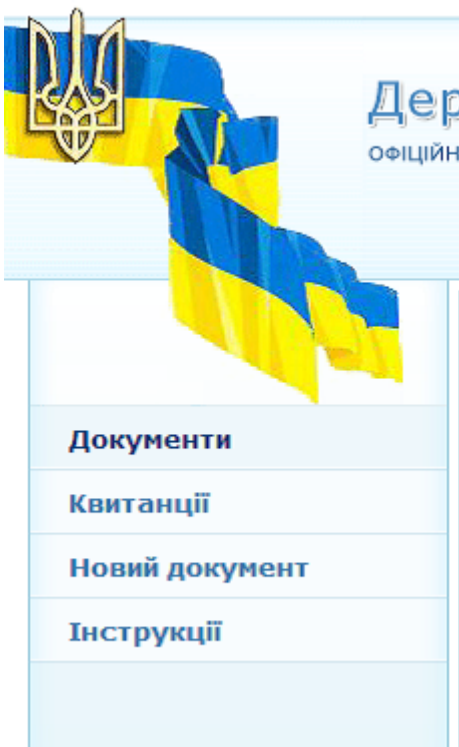 Документи
Квитанції
Новий документ
Інструкції